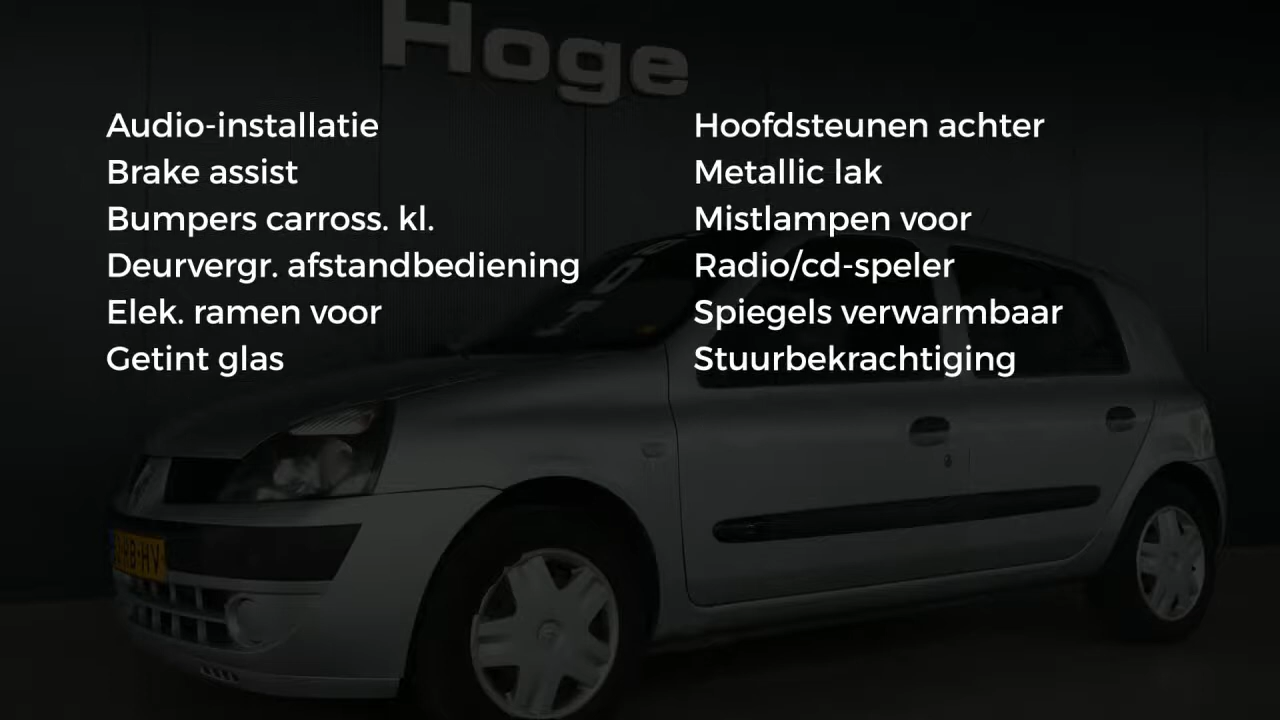 Hoge
Audio-installatie
Brake assist
Bumpers carross. kl.
Deurvergr. afstandbediening
Elek. ramen voor
Getint glas
Hoofdsteunen achter
Metallic lak
Mistlampen voor
Radio/cd-speler
Spiegels verwarmbaar
Stuurbekrachtiging